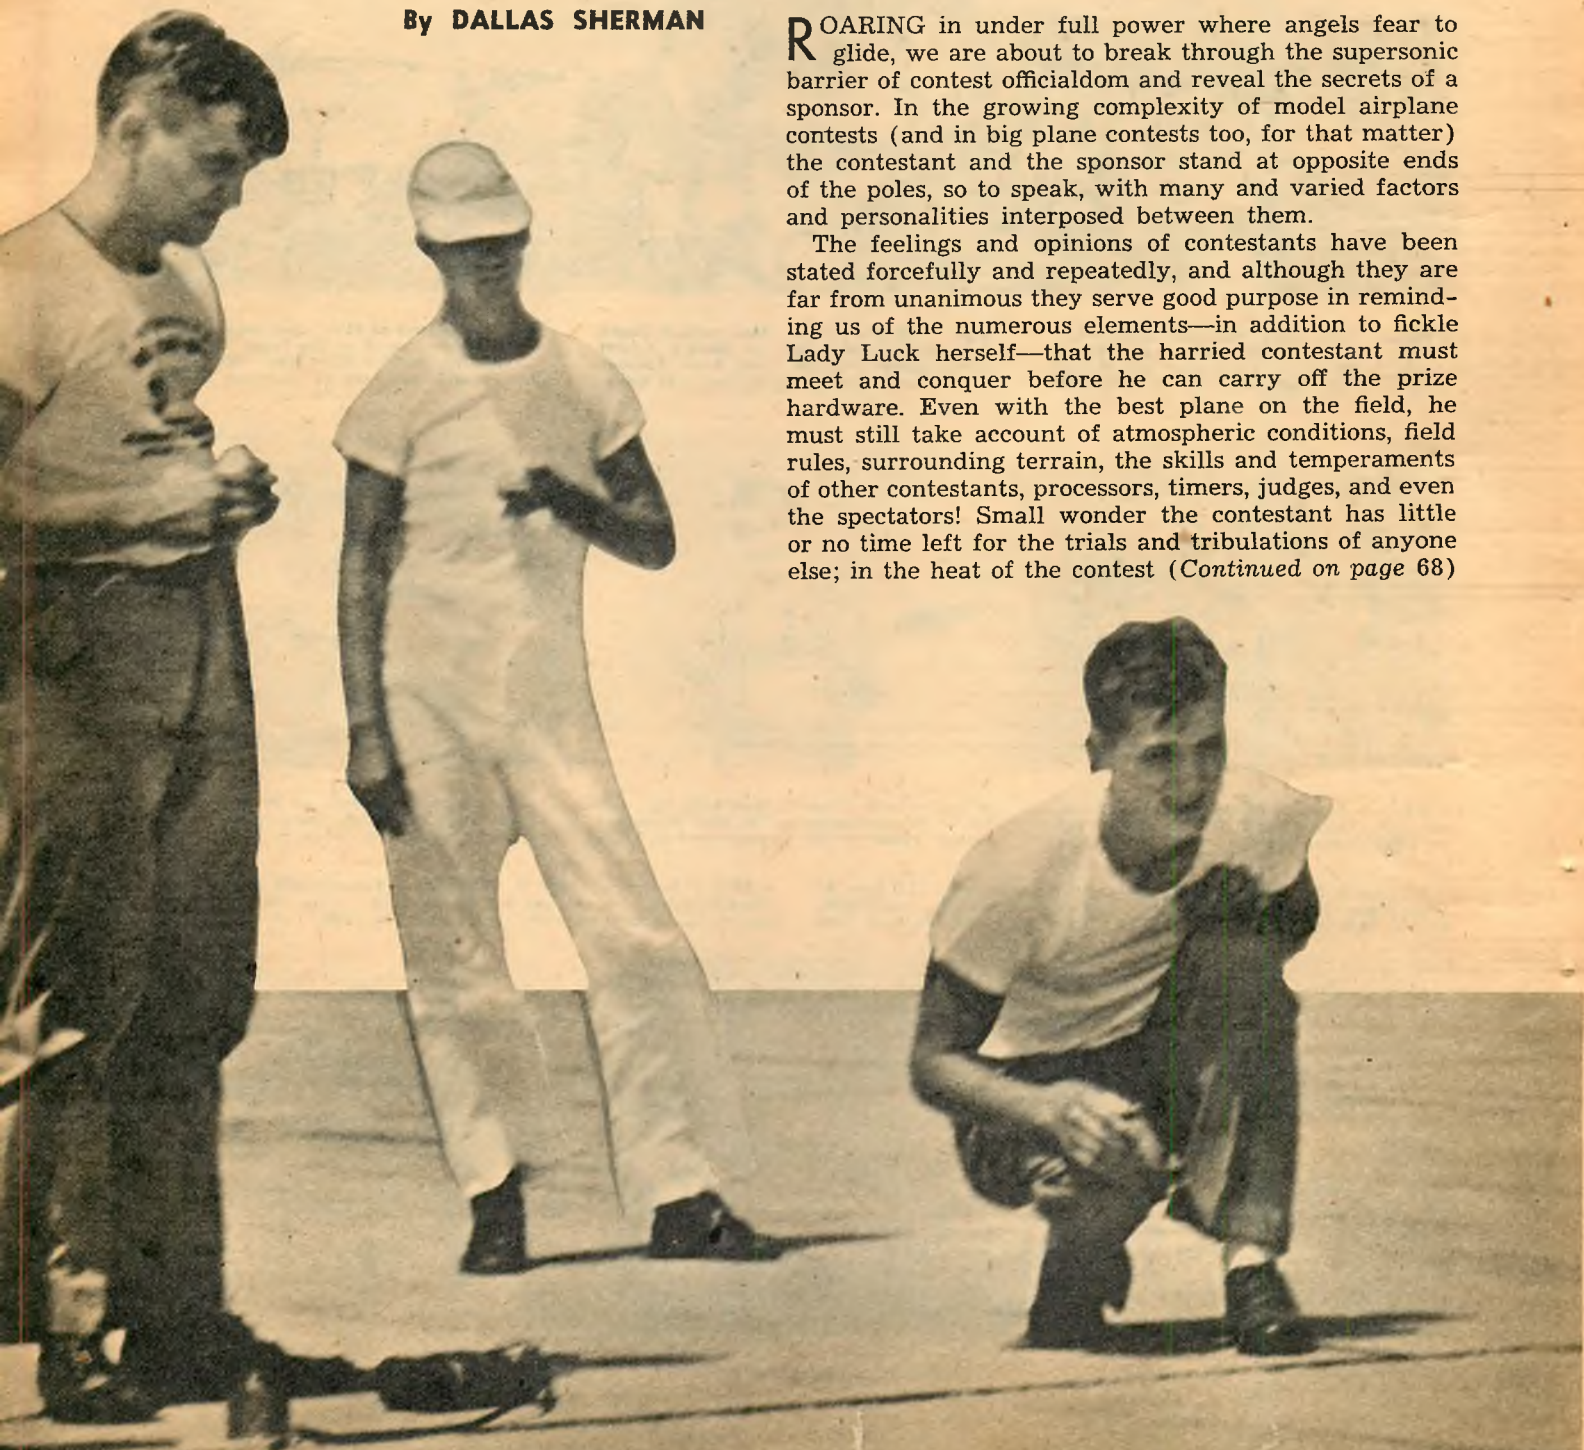 By DALLAS SHERMAN
ROARING in under full power where angels fear to
glide, we are about to break through the supersonic
barrier of contest officialdom and reveal the secrets of a
sponsor. In the growing complexity of model airplane
contests (and in big plane contests too, for that matter)
the contestant and the sponsor stand at opposite ends
of the poles, so to speak, with many and varied factors
and personalities interposed between them.
The feelings and opinions of contestants have been
stated forcefully and repeatedly, and although they are
far from unanimous they serve good purpose in remind-
ing us of the numerous elements—in addition to fickle
Lady Luck herself—that the harried contestant must
meet and conquer before he can carry off the prize
hardware. Even with the best plane on the field, he
must still take account of atmospheric conditions, field
rules, surrounding terrain, the skills and temperaments
of other contestants, processors, timers, judges, and even
the spectators! Small wonder the contestant has little
or no time left for the trials and tribulations of anyone
else; in the heat of the contest (Continued on page 68)